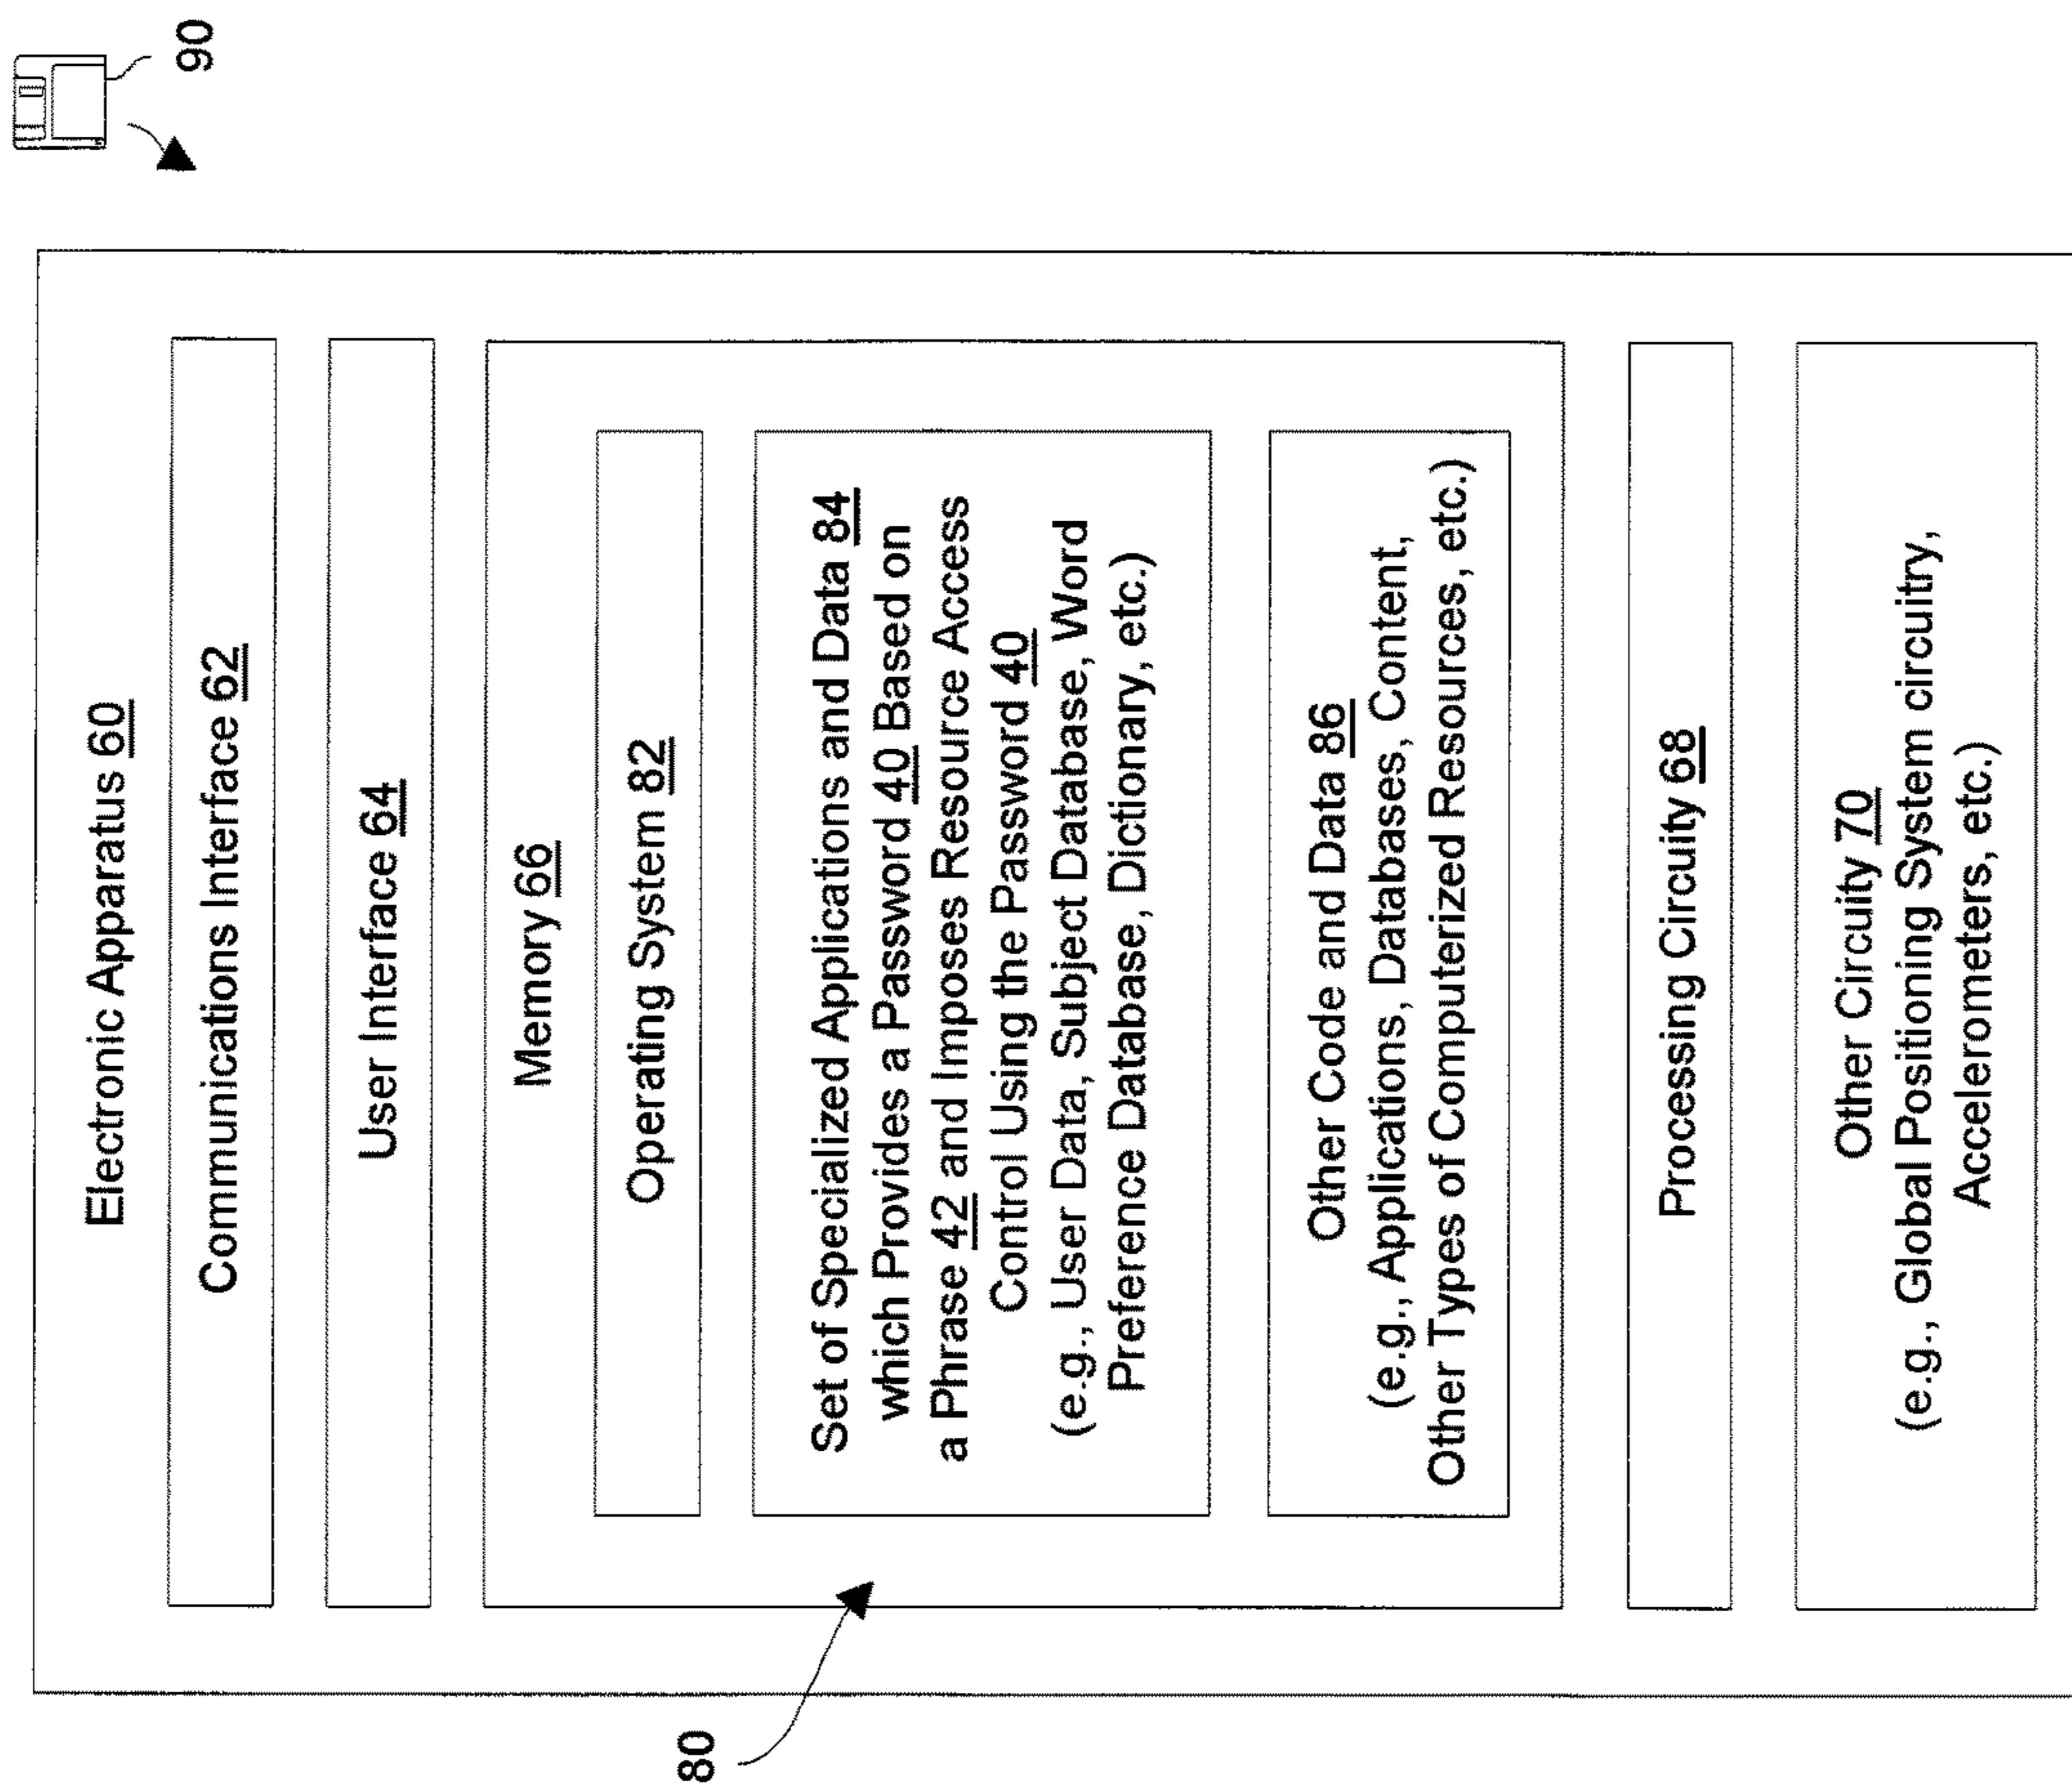 90
Electronic Apparatus 60
Communications Interface 62
User Interface 64
Memory 66
Operating System 82
Set of Specialized Applications and Data 84
which Provides a Password 40 Based on
a Phrase 42 and Imposes Resource Access
Control Using the Password 40
(e.g., User Data, Subject Database, Word
Preference Database, Dictionary, etc.)
Other Code and Data 86
(e.g., Applications, Databases, Content,
Other Types of Computerized Resources, etc.)
80
Processing Circuity 68
Other Circuity 70
(e.g., Global Positioning System circuitry,
Accelerometers, etc.)